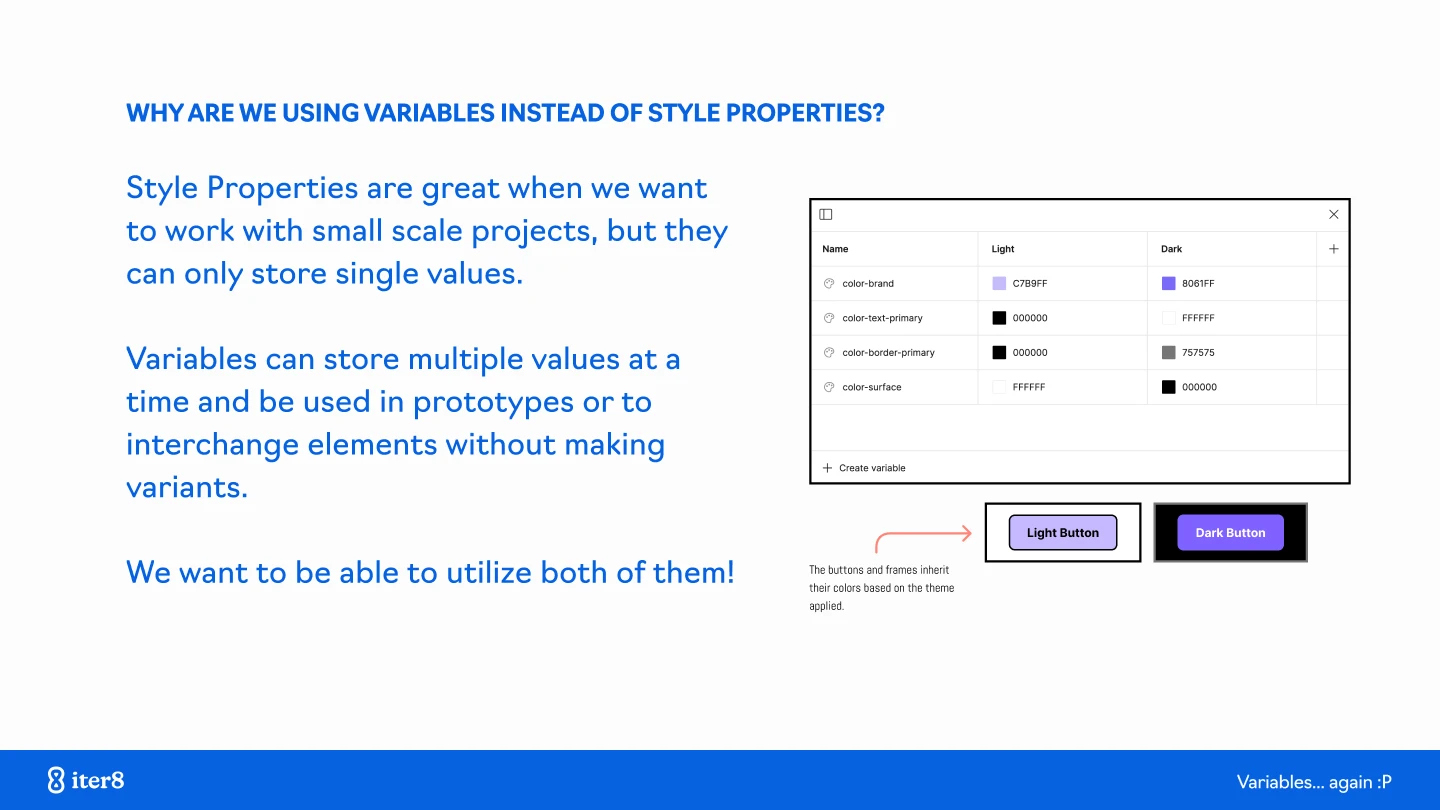 WHY ARE WE USING VARIABLES INSTEAD OF STYLE PROPERTIES?
Style Properties are great when we want
to work with small scale projects, but they
can only store single values.
Variables can store multiple values at a
time and be used in prototypes or to
interchange elements without making
variants.
We want to be able to utilize both of them!
Name Light Dark
color-brand C7B9FF 8061FF
color-text-primary 000000 FFFFFF
color-border-primary 000000 757575
color-surface FFFFFF 000000
Create variable
Light Button Dark Button
The buttons and frames inherit
their colors based on the theme
applied.
iter8
Variables... again :P